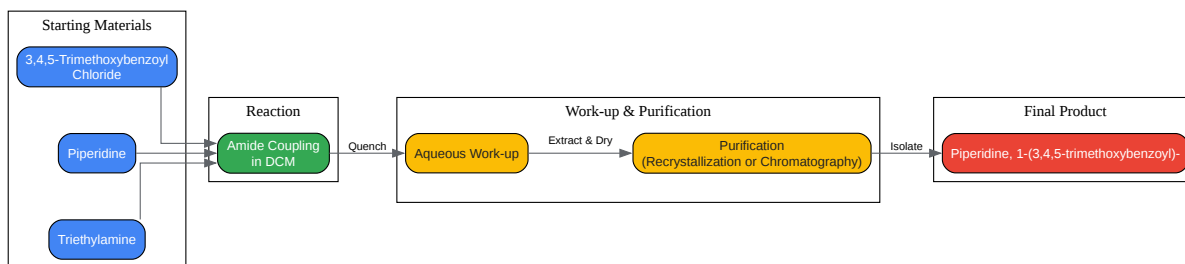 Starting Materials
3,4,5-Trimethoxybenzoyl
Chloride
Piperidine
Triethylamine
Reaction
Amide Coupling
in DCM
Quench
Work-up & Purification
Aqueous Work-up
Extract & Dry
Purification
(Recrystallization or Chromatography)
Isolate
Final Product
Piperidine, 1-(3,4,5-trimethoxybenzoyl)-